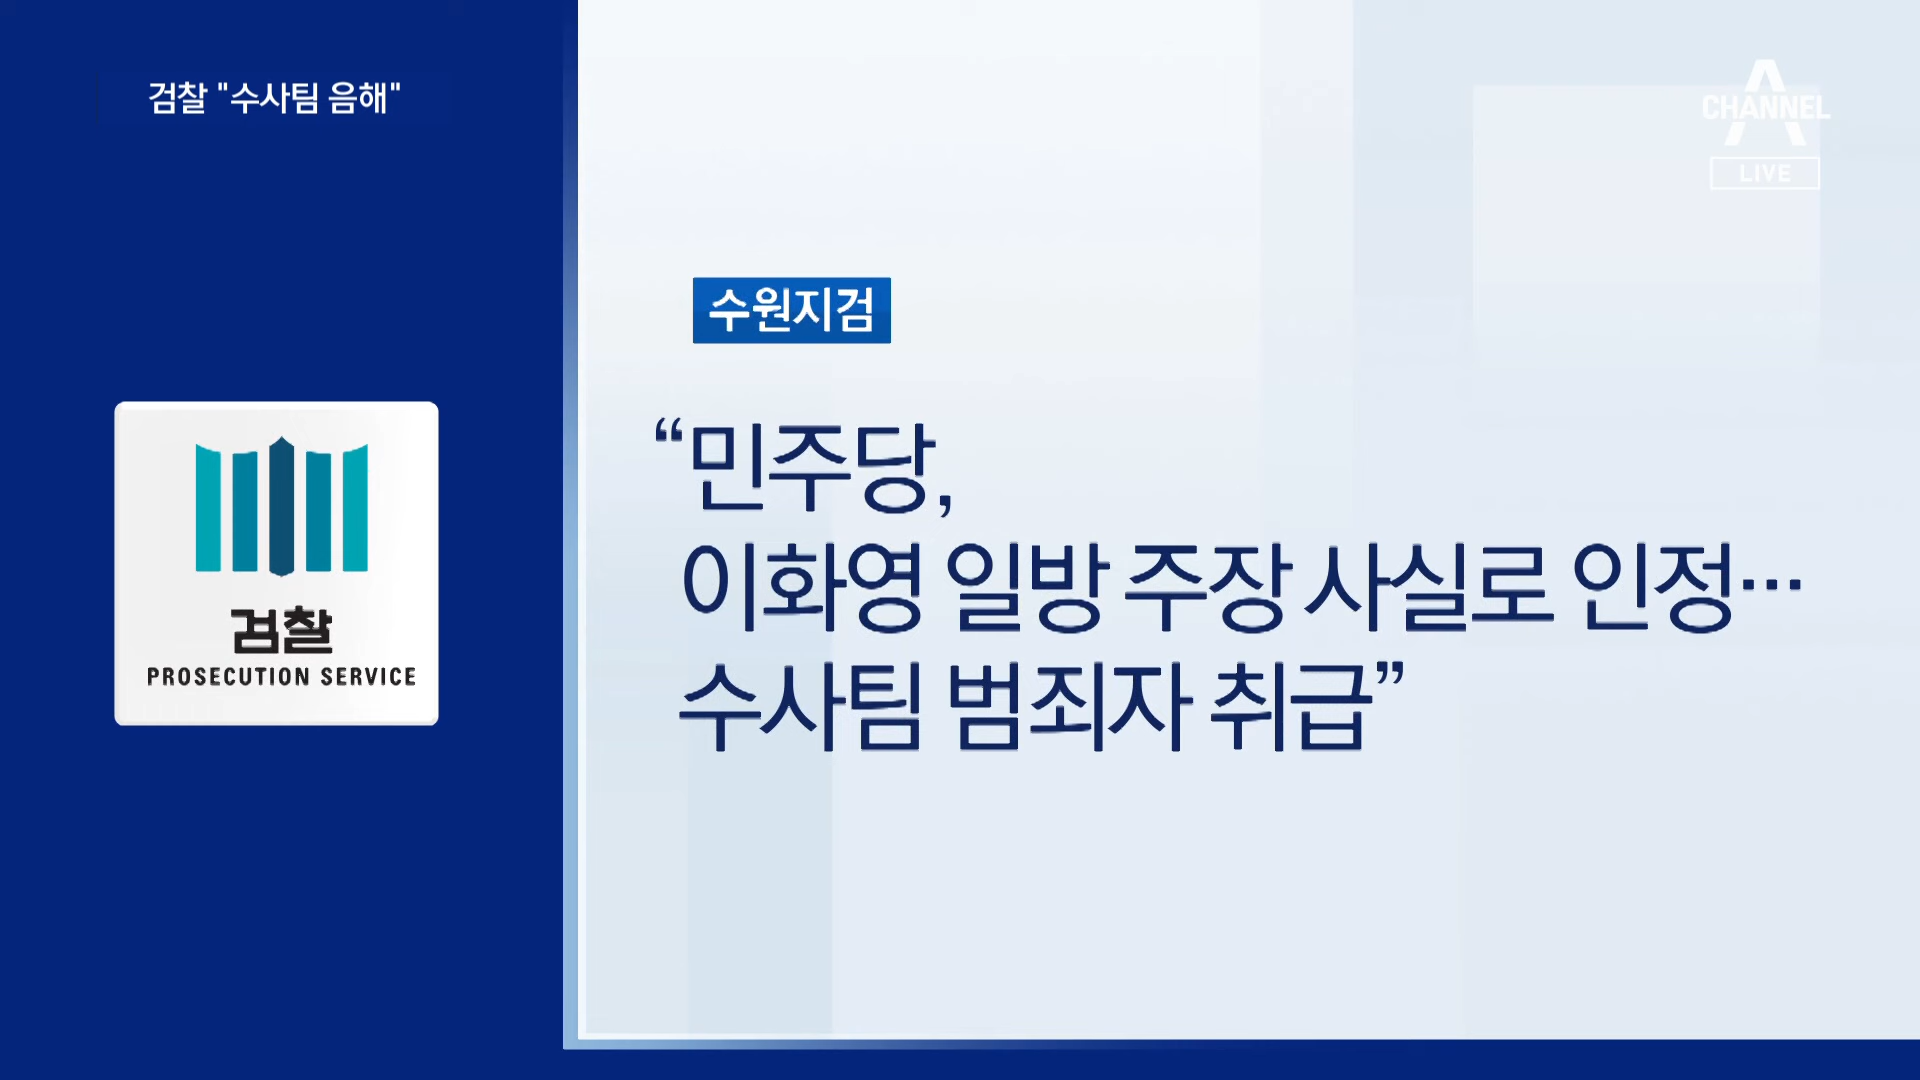 검찰 "수사팀 음해"
CHANNEL A
LIVE
수원지검
“민주당,
이화영 일방 주장 사실로 인정…
수사팀 범죄자 취급”
검찰
PROSECUTION SERVICE